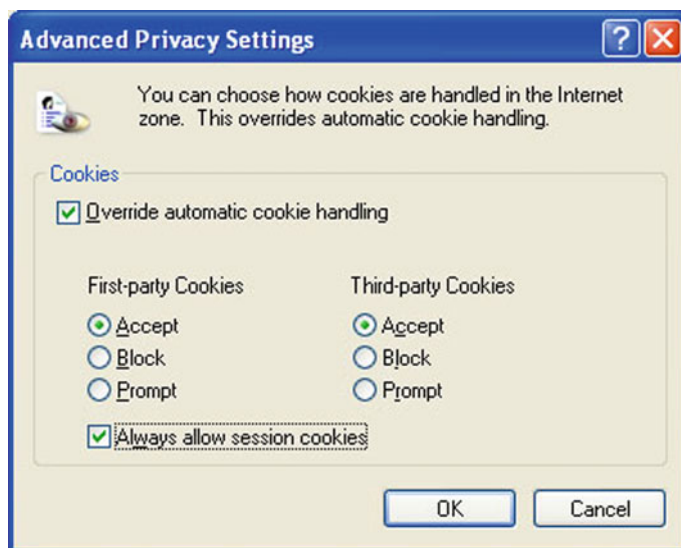 Advanced Privacy Settings
You can choose how cookies are handled in the Internet
zone. This overrides automatic cookie handling.
Cookies
Override automatic cookie handling
First-party Cookies
Third-party Cookies
Accept
Accept
Block
Block
Prompt
Prompt
Always allow session cookies
OK
Cancel